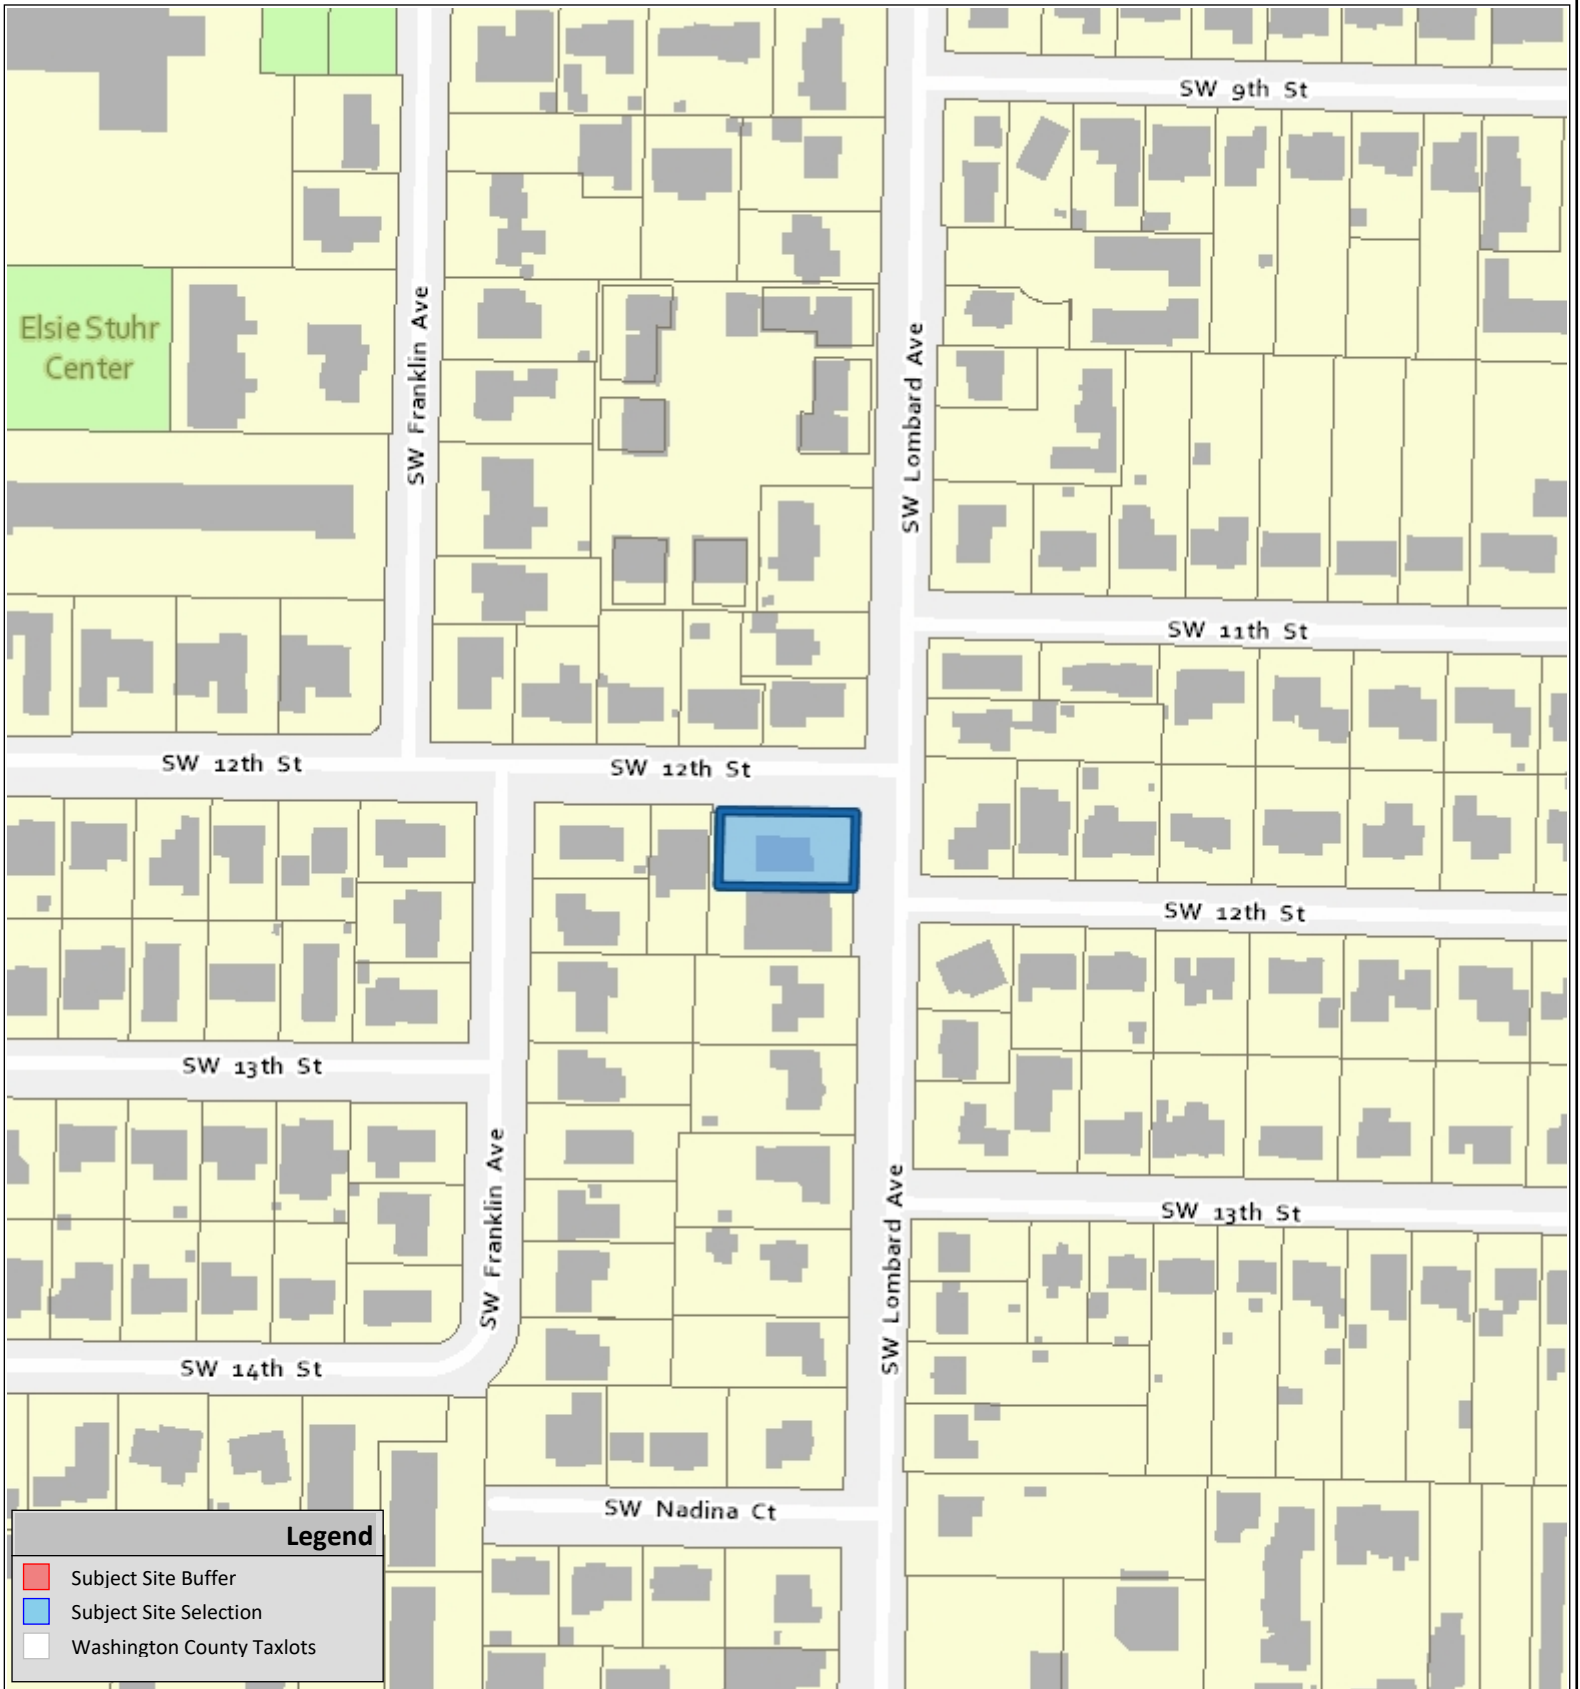 SW 9th St
Elsie Stuhr
Center
SW Franklin Ave
SW Lombard Ave
SW 11th St
SW 12th St
SW 12th St
SW 12th St
SW 13th St
SW Franklin Ave
SW Lombard Ave
SW 13th St
SW 14th St
SW Nadina Ct
Legend
Subject Site Buffer
Subject Site Selection
Washington County Taxlots